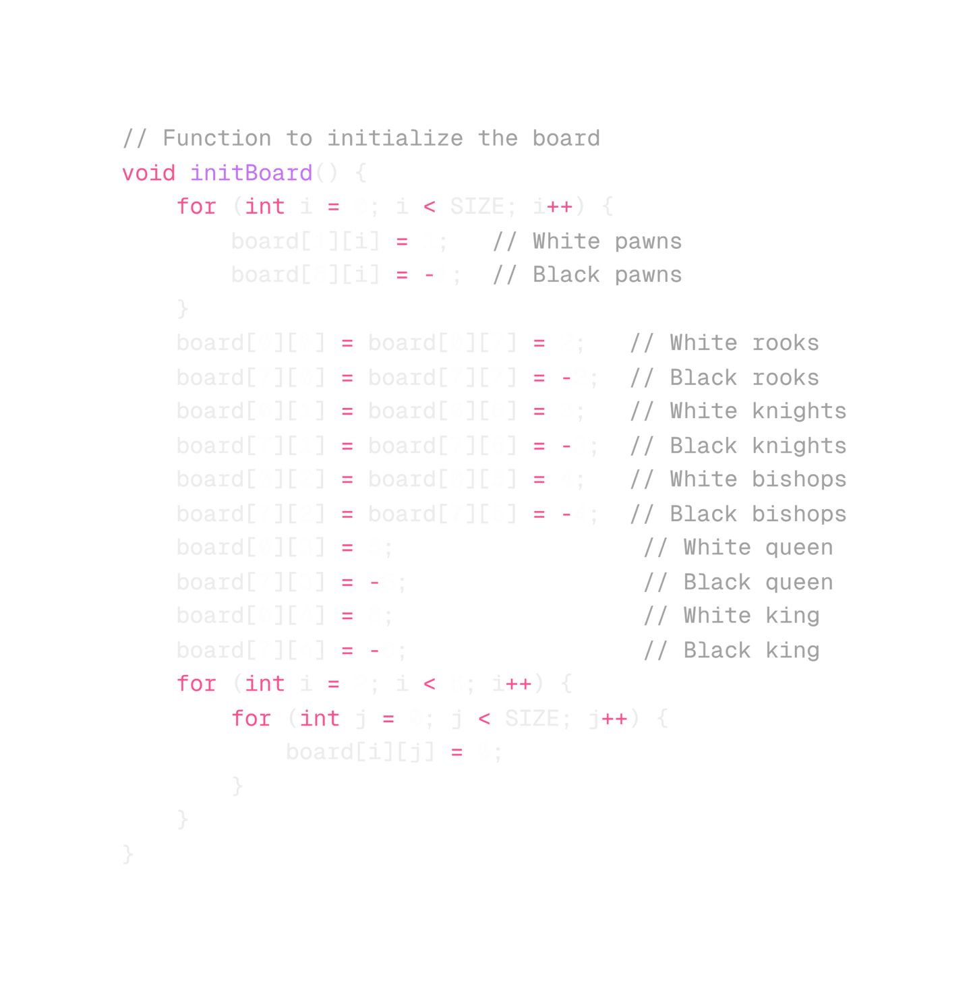 // Function to initialize the board
void initBoard() {
for (int i = 0; i < SIZE; i++) {
board[1][i] = 1; // White pawns
board[6][i] = -1; // Black pawns
}
board[0][0] = board[0][7] = 2; // White rooks
board[7][0] = board[7][7] = -2; // Black rooks
board[0][1] = board[0][6] = 3; // White knights
board[7][1] = board[7][6] = -3; // Black knights
board[0][2] = board[0][5] = 4; // White bishops
board[7][2] = board[7][5] = -4; // Black bishops
board[0][3] = 5; // White queen
board[7][3] = -5; // Black queen
board[0][4] = 6; // White king
board[7][4] = -6; // Black king
for (int i = 2; i < 6; i++) {
for (int j = 0; j < SIZE; j++) {
board[i][j] = 0;
}
}
}